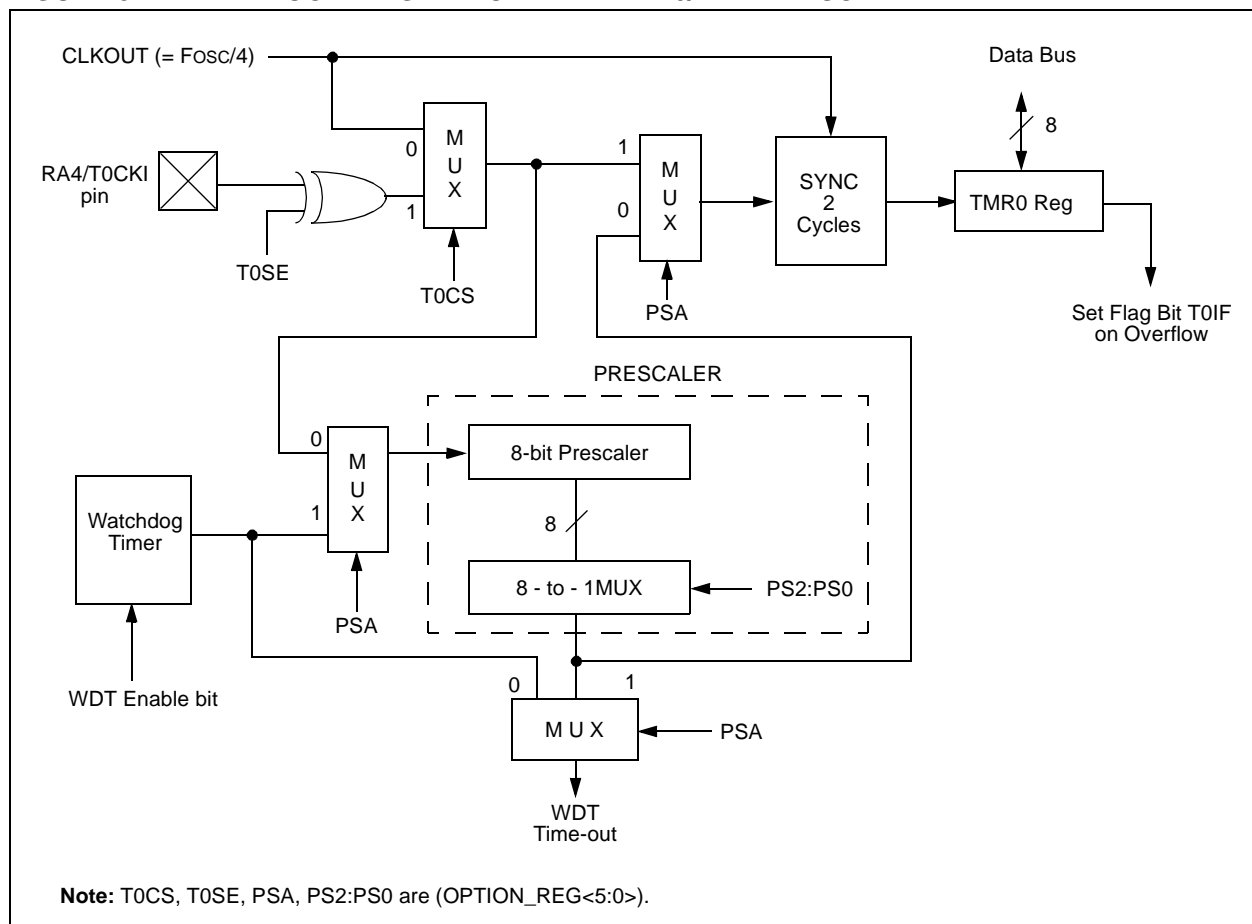 CLKOUT (= FOSC/4)
Data Bus
8
M
U
X
0
1
RA4/T0CKI
pin
T0SE
T0CS
1
0
M
U
X
PSA
SYNC
2
Cycles
TMR0 Reg
Set Flag Bit T0IF
on Overflow
PRESCALER
0
1
M
U
X
8-bit Prescaler
Watchdog
Timer
8
8 - to - 1MUX
PS2:PS0
PSA
WDT Enable bit
0
1
M U X
PSA
WDT
Time-out
Note: T0CS, T0SE, PSA, PS2:PS0 are (OPTION_REG<5:0>).